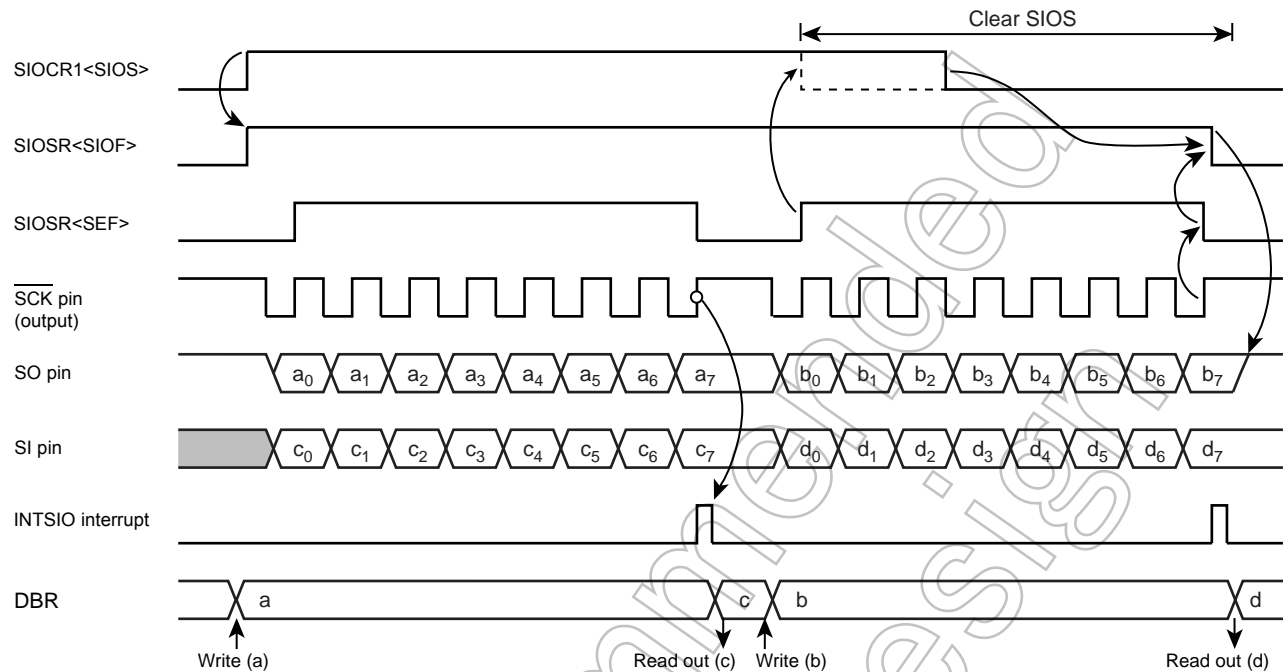 Clear SIOS
SIOCR1<SIOS>
SIOSR<SIOF>
SIOSR<SEF>
SCK pin
(output)
SO pin
a0 a1 a2 a3 a4 a5 a6 a7 b0 b1 b2 b3 b4 b5 b6 b7
SI pin
c0 c1 c2 c3 c4 c5 c6 c7 d0 d1 d2 d3 d4 d5 d6 d7
INTSIO interrupt
DBR
a c b d
Write (a) Read out (c) Write (b) Read out (d)
mmended
esign